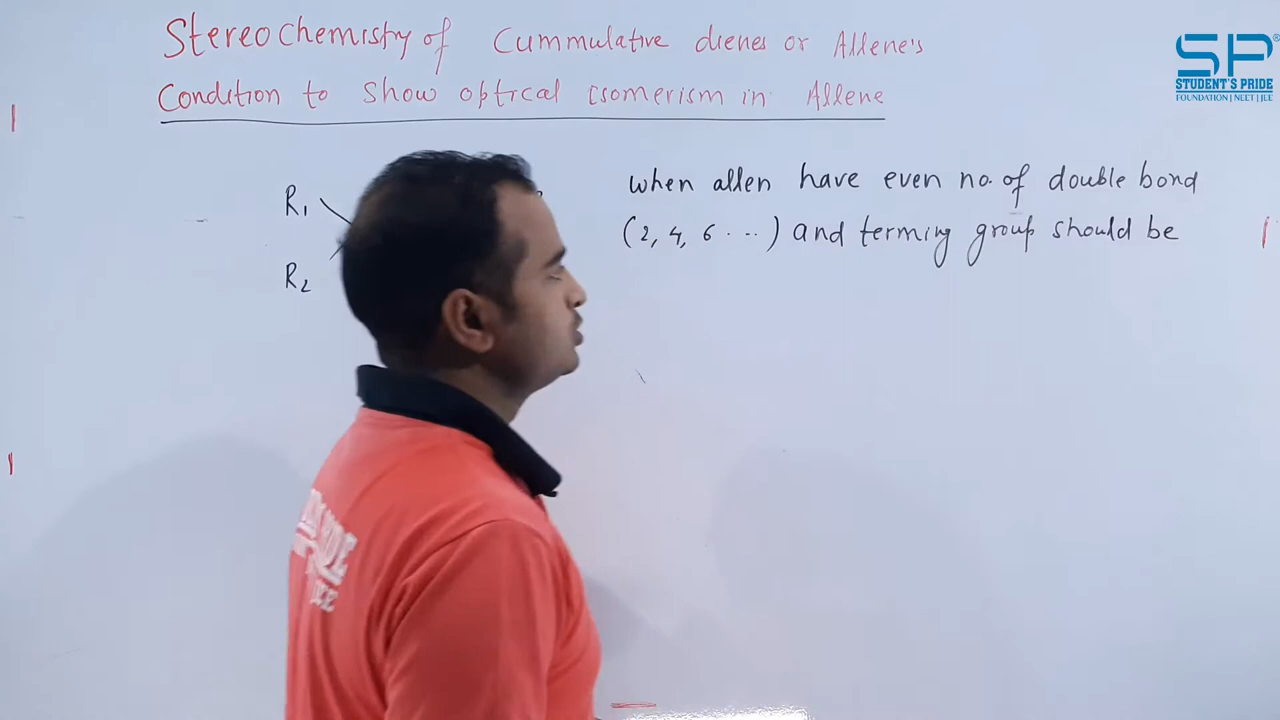 Stereochemistry of Cummulative dienes or Allene's
Condition to show optical isomerism in Allene
SP®
STUDENT'S PRIDE
FOUNDATION | NEET | JEE
R1
R2
when allen have even no. of double bond
(2, 4, 6 ....) and terming group should be